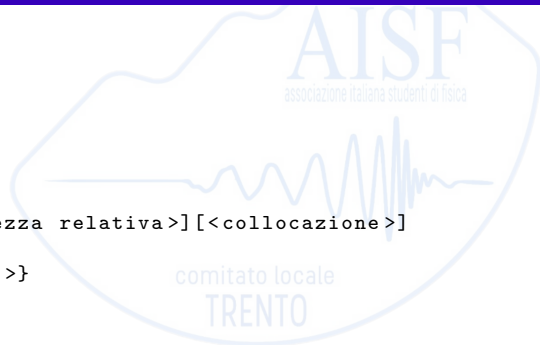 AISF
associazione italiana studenti di fisica
ezza relativa>][<collocazione>]
>}
comitato locale
TRENTO